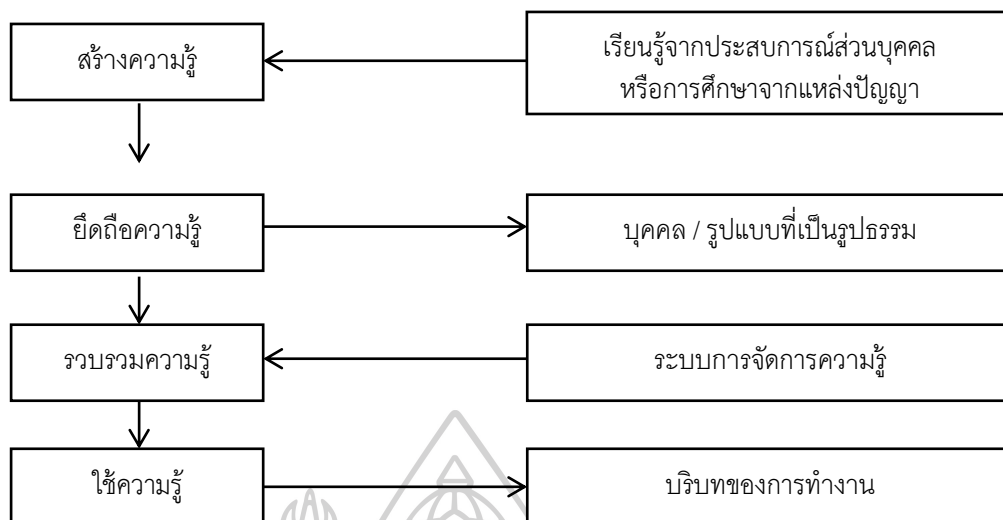 สร้างความรู้
เรียนรู้จากประสบการณ์ส่วนบุคคล
หรือการศึกษาจากแหล่งปัญญา
ยึดถือความรู้
บุคคล / รูปแบบที่เป็นรูปธรรม
รวบรวมความรู้
ระบบการจัดการความรู้
ใช้ความรู้
บริบทของการทำงาน